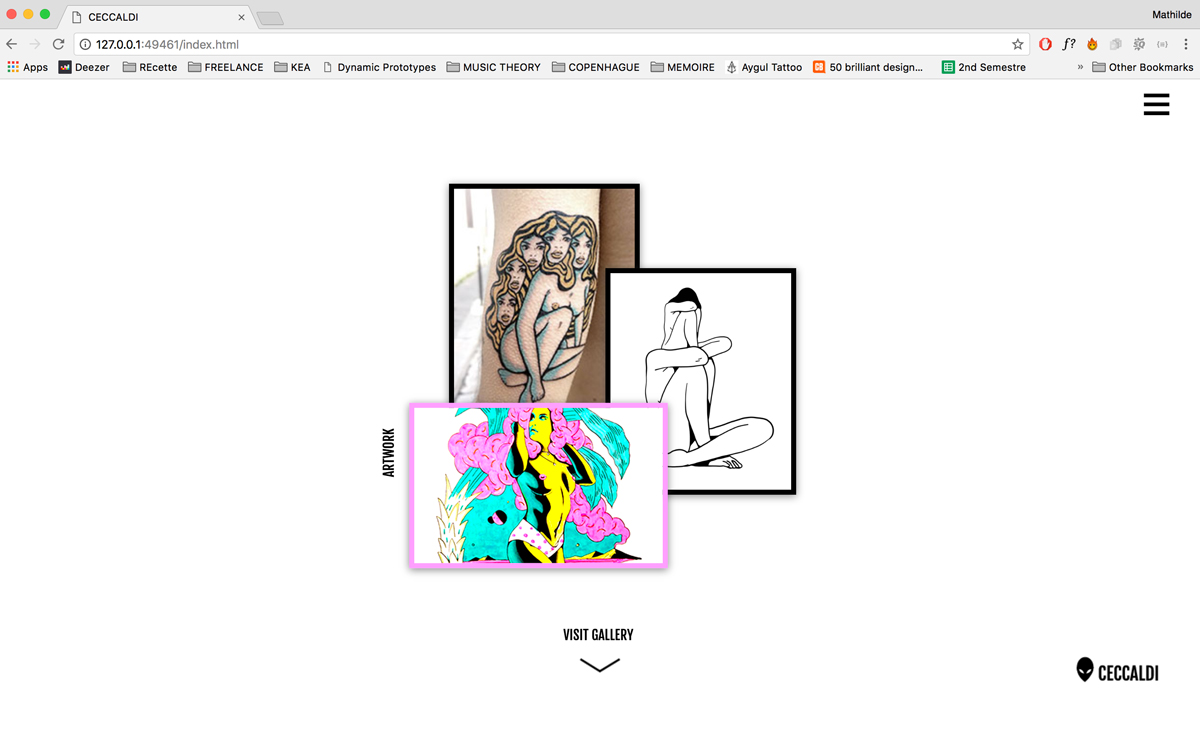 CECCALDI
Mathilde
127.0.0.1:49461/index.html
f?
Apps Deezer REcette FREELANCE KEA Dynamic Prototypes MUSIC THEORY COPENHAGUE MEMOIRE Aygul Tattoo 50 brilliant design... 2nd Semestre » Other Bookmarks
ARTWORK
VISIT GALLERY
CECCALDI